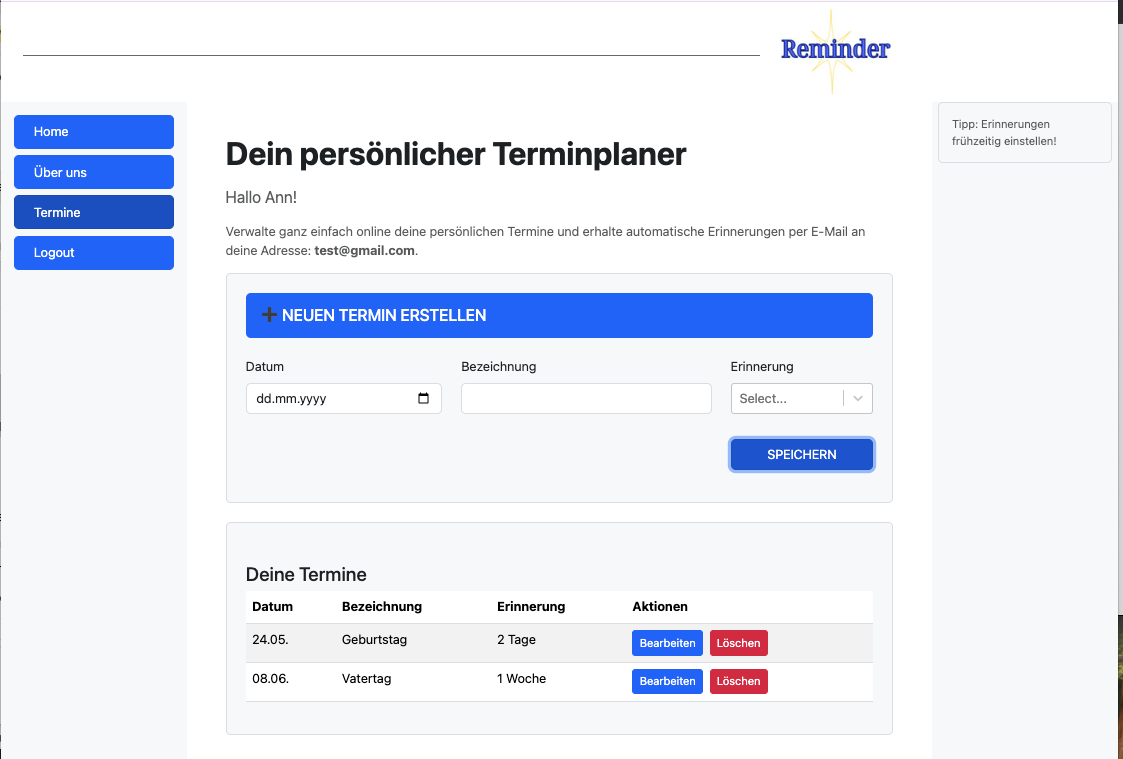 Reminder
Home
Über uns
Termine
Logout
Dein persönlicher Terminplaner
Hallo Ann!
Verwalte ganz einfach online deine persönlichen Termine und erhalte automatische Erinnerungen per E-Mail an
deine Adresse: test@gmail.com.
➕ NEUEN TERMIN ERSTELLEN
Datum Bezeichnung Erinnerung
dd.mm.yyyy Select...
SPEICHERN
Deine Termine
Datum Bezeichnung Erinnerung Aktionen
24.05. Geburtstag 2 Tage Bearbeiten Löschen
08.06. Vatertag 1 Woche Bearbeiten Löschen
Tipp: Erinnerungen
frühzeitig einstellen!